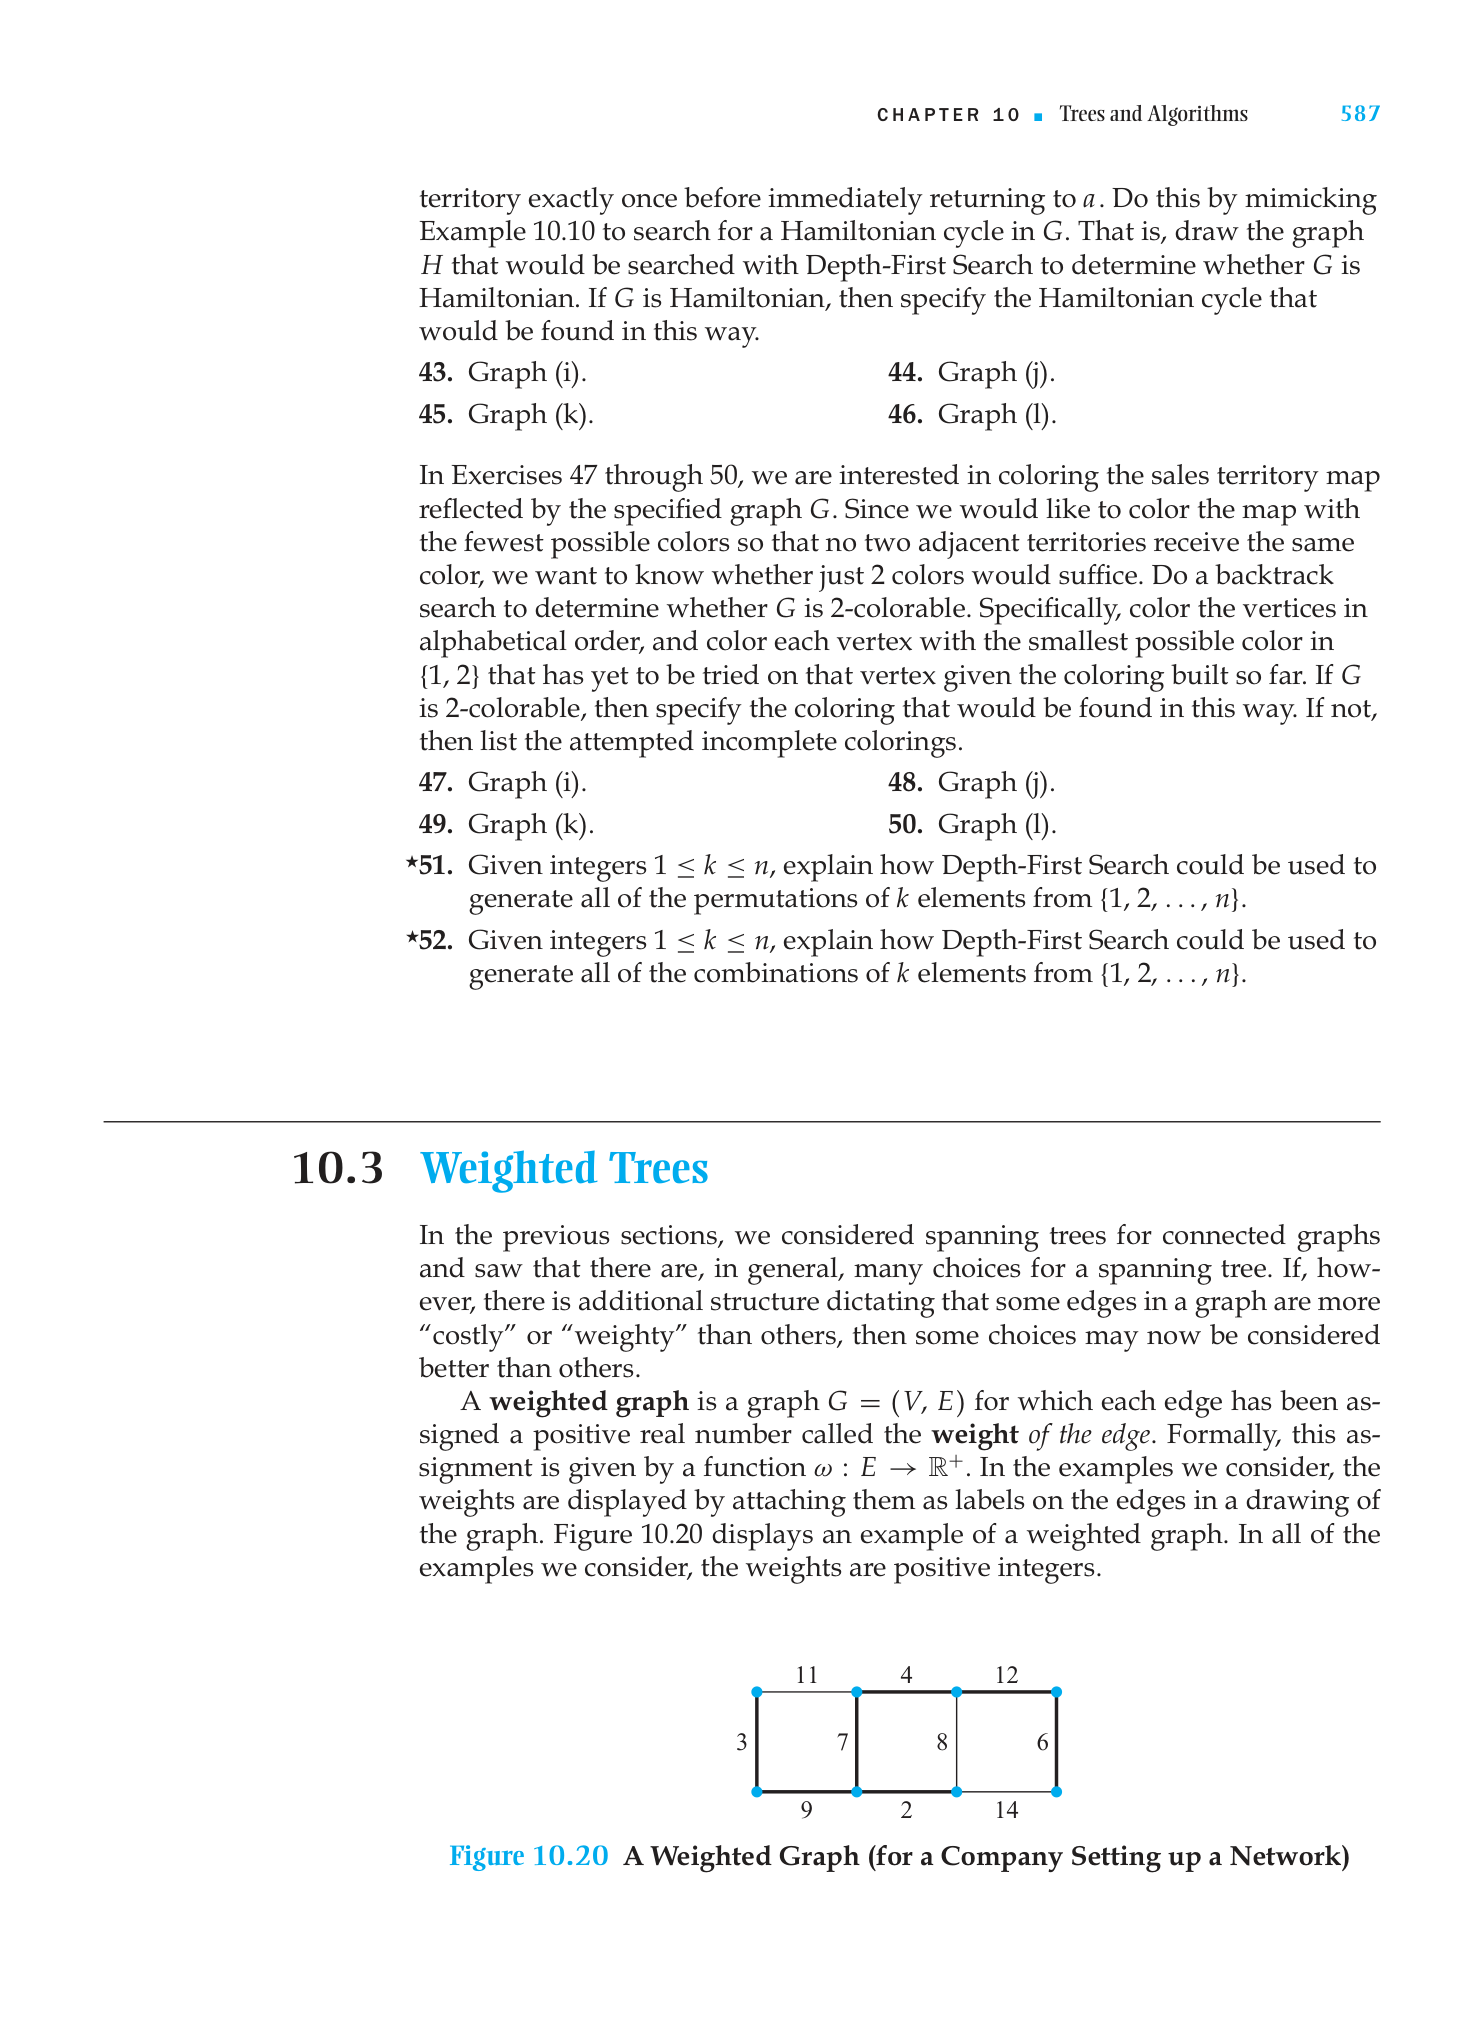 CHAPTER 10 ■ Trees and Algorithms 587
territory exactly once before immediately returning to a. Do this by mimicking
Example 10.10 to search for a Hamiltonian cycle in G. That is, draw the graph
H that would be searched with Depth-First Search to determine whether G is
Hamiltonian. If G is Hamiltonian, then specify the Hamiltonian cycle that
would be found in this way.
43. Graph (i). 44. Graph (j).
45. Graph (k). 46. Graph (l).
In Exercises 47 through 50, we are interested in coloring the sales territory map
reflected by the specified graph G. Since we would like to color the map with
the fewest possible colors so that no two adjacent territories receive the same
color, we want to know whether just 2 colors would suffice. Do a backtrack
search to determine whether G is 2-colorable. Specifically, color the vertices in
alphabetical order, and color each vertex with the smallest possible color in
{1, 2} that has yet to be tried on that vertex given the coloring built so far. If G
is 2-colorable, then specify the coloring that would be found in this way. If not,
then list the attempted incomplete colorings.
47. Graph (i). 48. Graph (j).
49. Graph (k). 50. Graph (l).
★51. Given integers 1 ≤ k ≤ n, explain how Depth-First Search could be used to
generate all of the permutations of k elements from {1, 2, . . . , n}.
★52. Given integers 1 ≤ k ≤ n, explain how Depth-First Search could be used to
generate all of the combinations of k elements from {1, 2, . . . , n}.
10.3 Weighted Trees
In the previous sections, we considered spanning trees for connected graphs
and saw that there are, in general, many choices for a spanning tree. If, how-
ever, there is additional structure dictating that some edges in a graph are more
“costly” or “weighty” than others, then some choices may now be considered
better than others.
A weighted graph is a graph G = (V, E) for which each edge has been as-
signed a positive real number called the weight of the edge. Formally, this as-
signment is given by a function ω : E → ℝ⁺. In the examples we consider, the
weights are displayed by attaching them as labels on the edges in a drawing of
the graph. Figure 10.20 displays an example of a weighted graph. In all of the
examples we consider, the weights are positive integers.
11 4 12
3 7 8 6
9 2 14
Figure 10.20 A Weighted Graph (for a Company Setting up a Network)